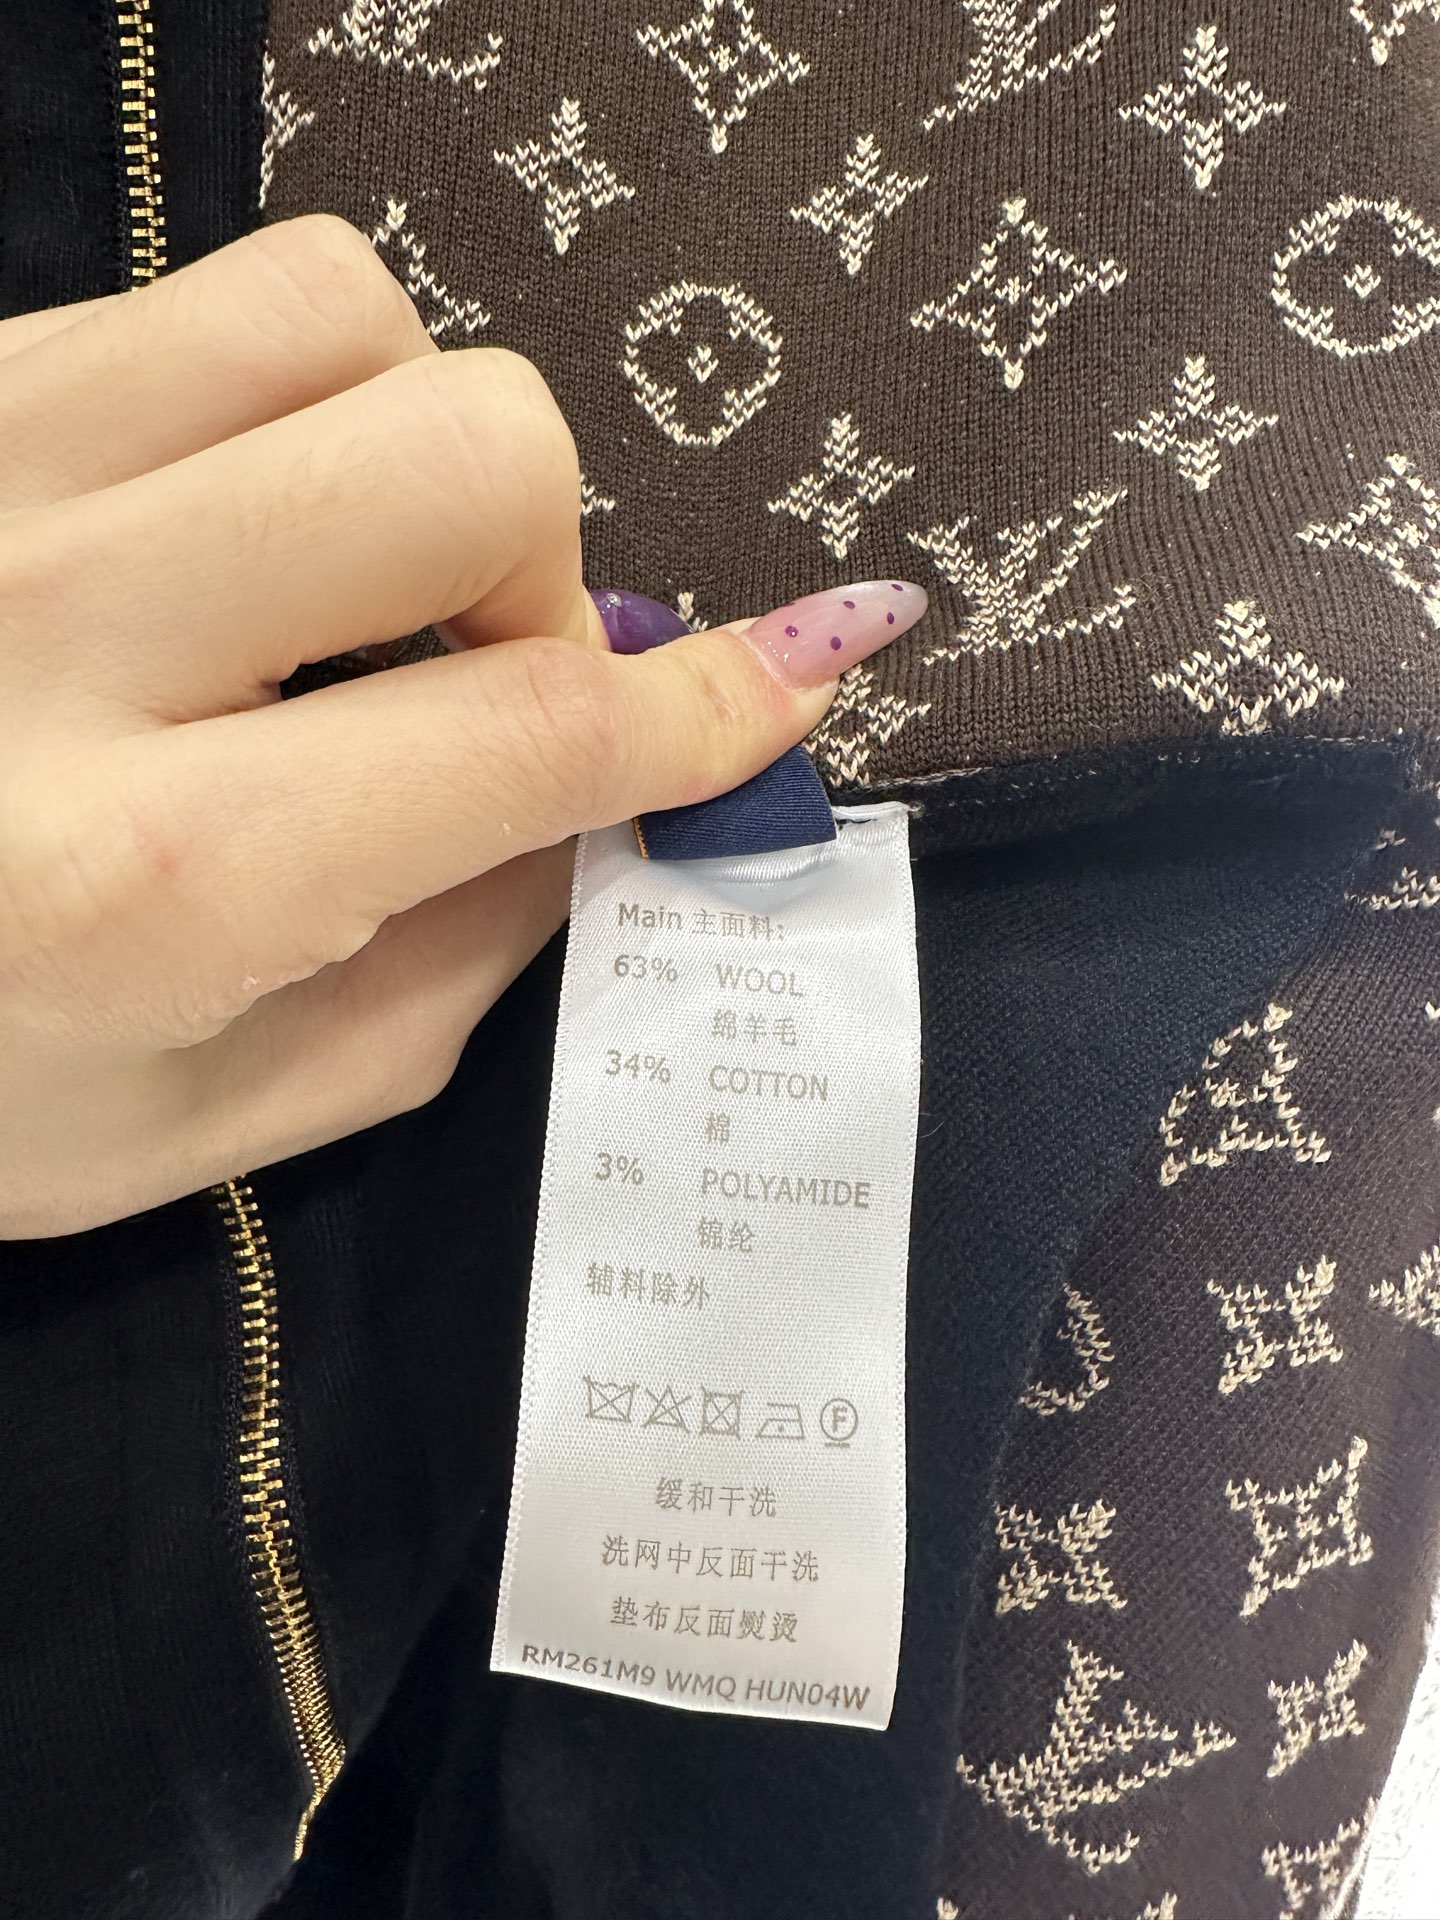 Main 主面料:
63% WOOL
绵羊毛
34% COTTON
棉
3% POLYAMIDE
锦纶
辅料除外
F
缓和干洗
洗网中反面干洗
垫布反面熨烫
RM261M9 WMQ HUN04W